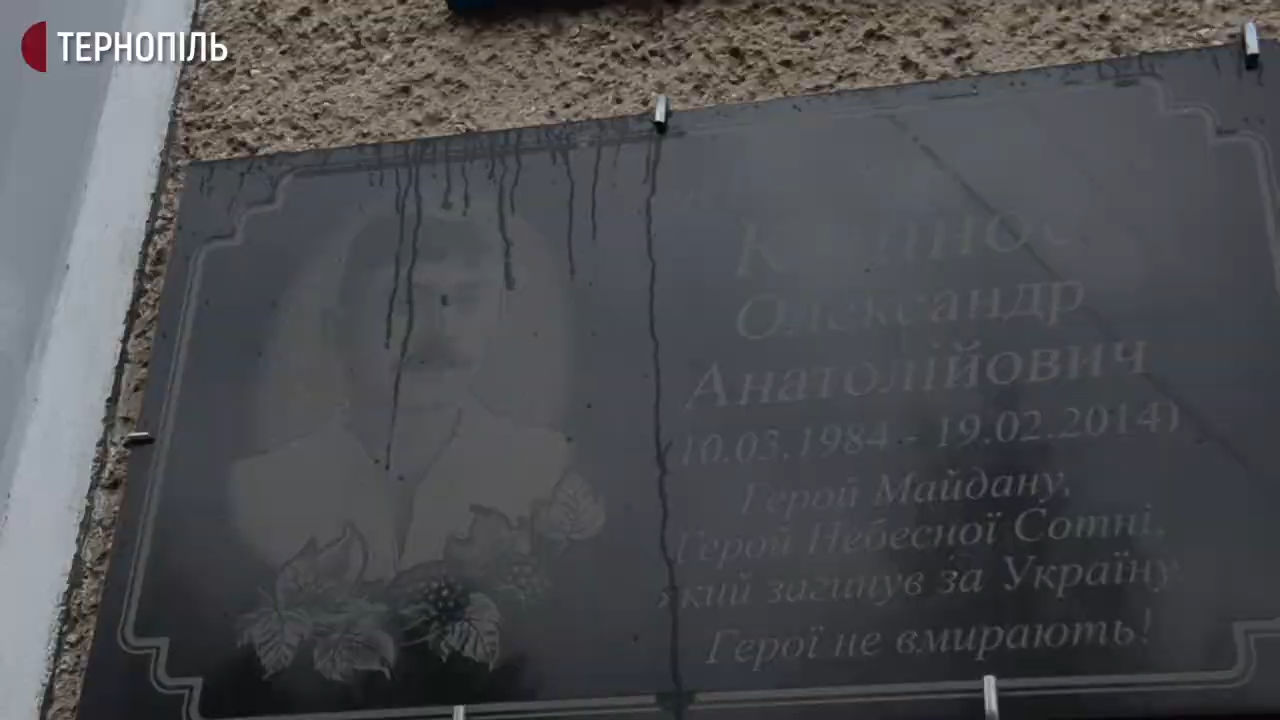 ТЕРНОПІЛЬ
Олександр
Анатолійович
(10.03.1984 - 19.02.2014)
Герой Майдану,
Герой Небесної Сотні,
який загинув за Україну.
Герої не вмирають!